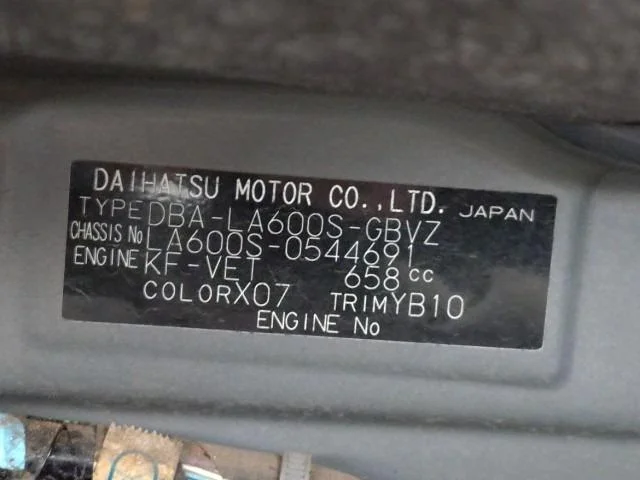 DAIHATSU MOTOR CO.,LTD. JAPAN
TYPE DBA-LA600S-GBVZ
CHASSIS No LA600S-0544691
ENGINE KF-VET 658 cc
COLOR X07 TRIM YB10
ENGINE No